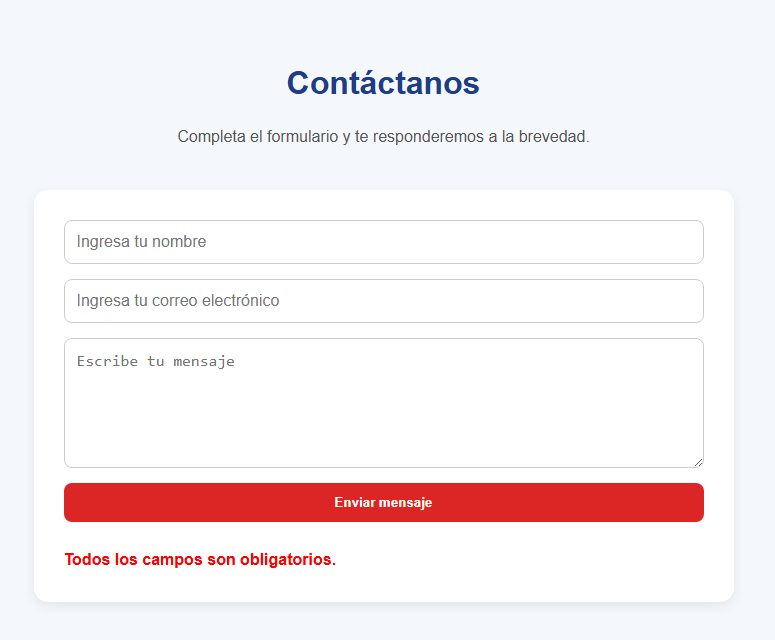 Contáctanos
Completa el formulario y te responderemos a la brevedad.
Ingresa tu nombre
Ingresa tu correo electrónico
Escribe tu mensaje
Enviar mensaje
Todos los campos son obligatorios.